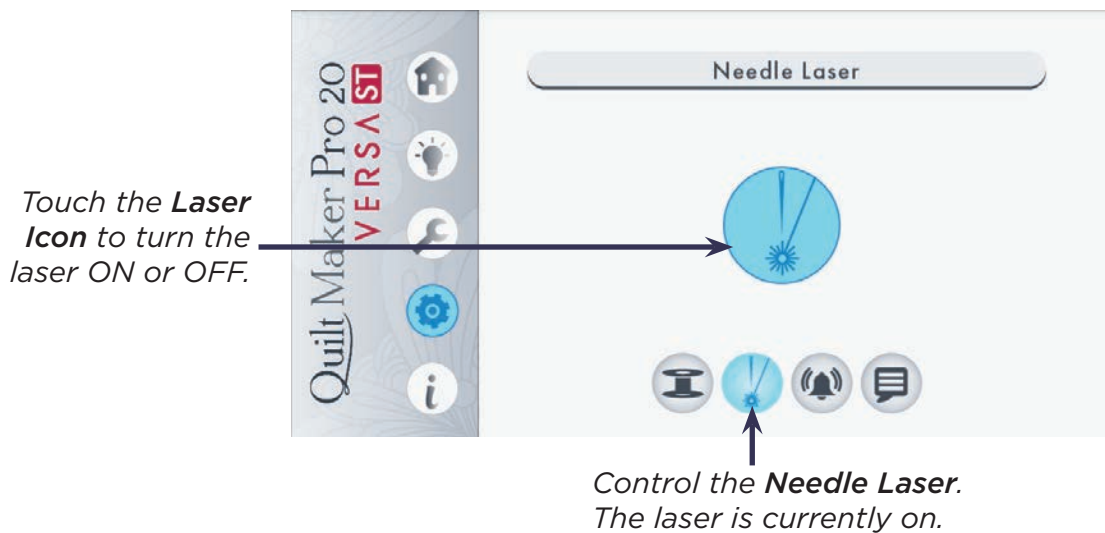 Quilt Maker Pro 20
VERSA ST
i
Needle Laser
Touch the Laser
Icon to turn the
laser ON or OFF.
Control the Needle Laser.
The laser is currently on.